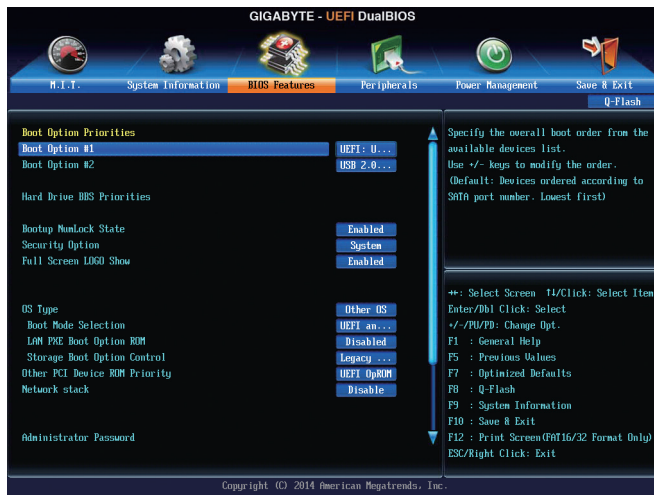 GIGABYTE - UEFI DualBIOS
M.I.T. System Information BIOS Features Peripherals Power Management Save & Exit
Q-Flash
Boot Option Priorities
Boot Option #1 UEFI: U...
Boot Option #2 USB 2.0...
Hard Drive BBS Priorities
Bootup NumLock State Enabled
Security Option System
Full Screen LOGO Show Enabled
OS Type Other OS
Boot Mode Selection UEFI an...
LAN PXE Boot Option ROM Disabled
Storage Boot Option Control Legacy ...
Other PCI Device ROM Priority UEFI OpROM
Network stack Disable
Administrator Password
Specify the overall boot order from the
available devices list.
Use +/- keys to modify the order.
(Default: Devices ordered according to
SATA port number. Lowest first)
→←: Select Screen ↑↓/Click: Select Item
Enter/Dbl Click: Select
+/-/PU/PD: Change Opt.
F1 : General Help
F5 : Previous Values
F7 : Optimized Defaults
F8 : Q-Flash
F9 : System Information
F10 : Save & Exit
F12 : Print Screen(FAT16/32 Format Only)
ESC/Right Click: Exit
Copyright (C) 2014 American Megatrends, Inc.